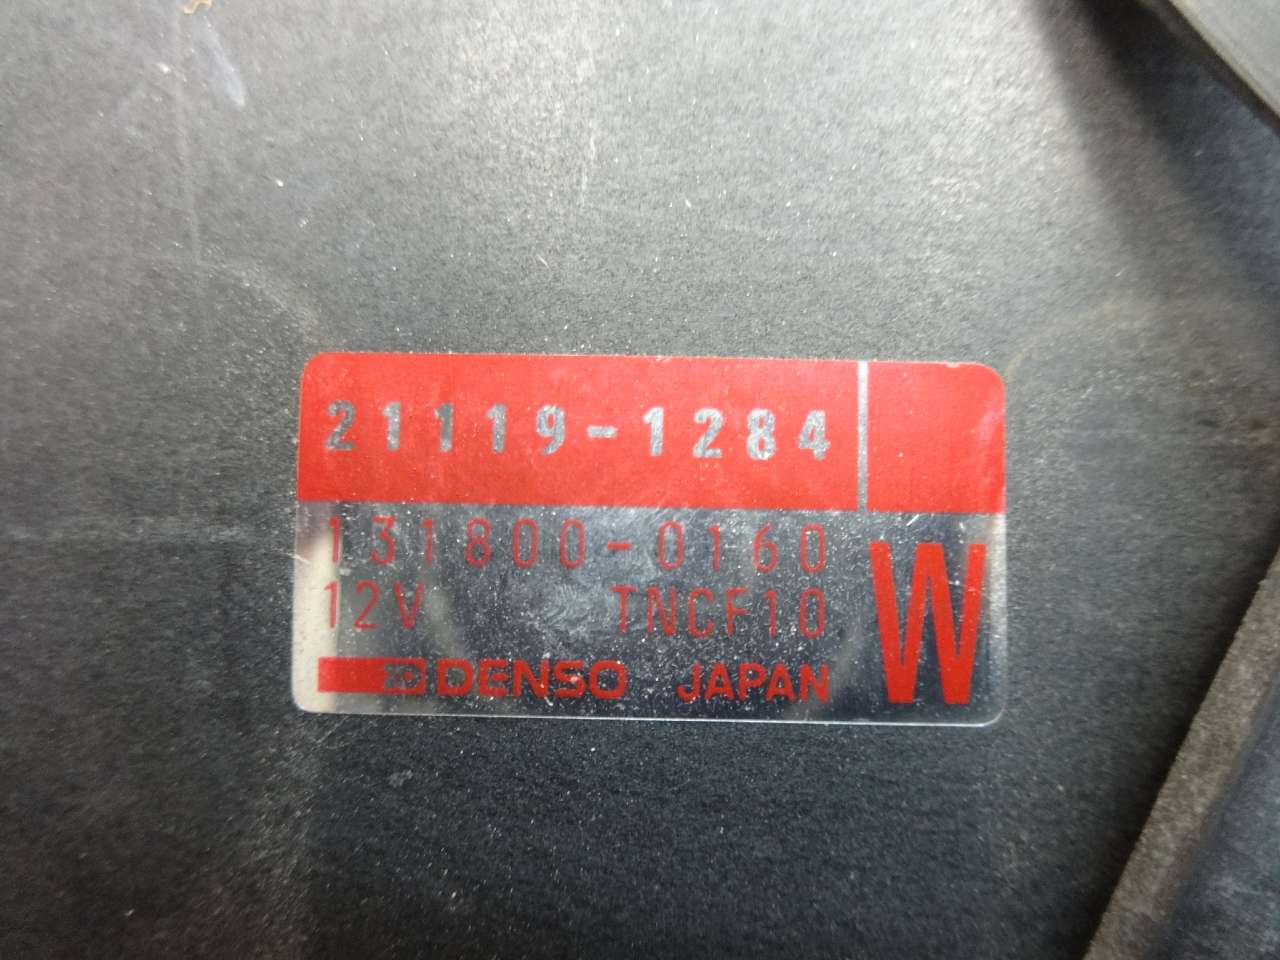 21119-1284
131800-0160
12V TNCF10
DENSO JAPAN
W